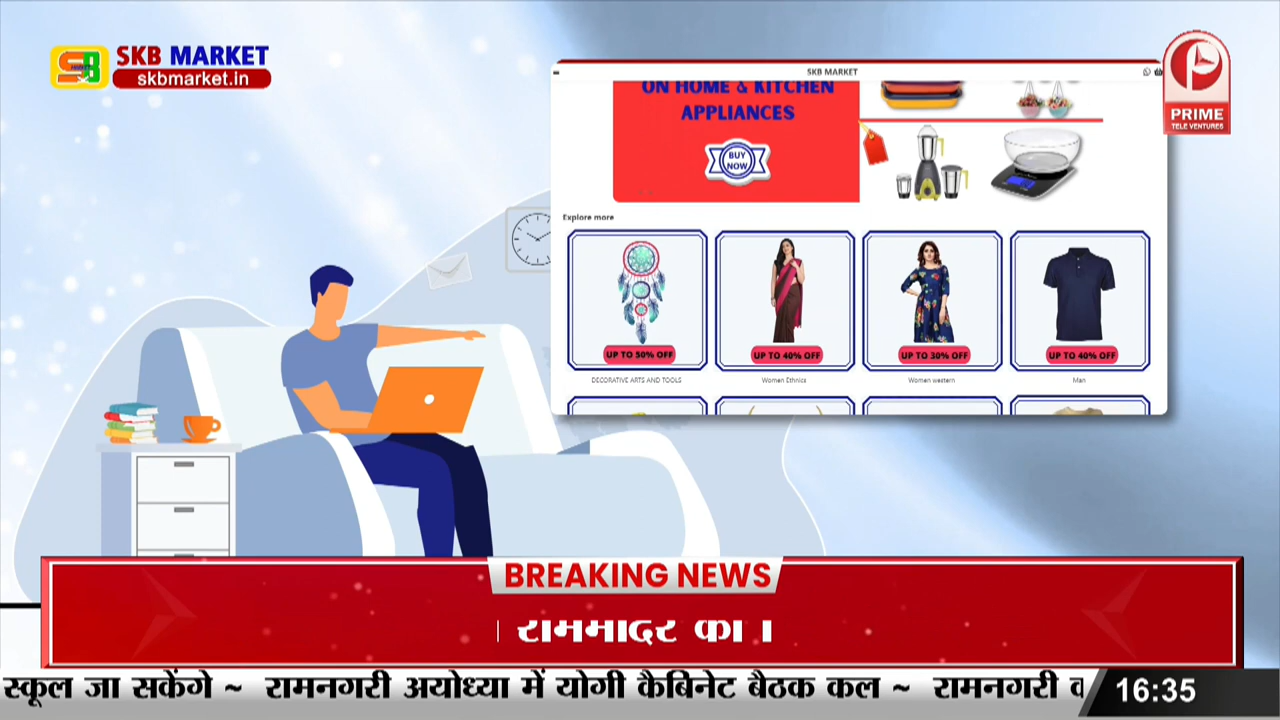 SKB MARKET
skbmarket.in
SKB MARKET
ON HOME & KITCHEN
APPLIANCES
BUY
NOW
PRIME
TELE VENTURES
Explore more
UP TO 50% OFF
UP TO 40% OFF
UP TO 30% OFF
UP TO 40% OFF
DECORATIVE ARTS AND TOOLS
Women Ethnics
Women western
Man
BREAKING NEWS
स्कूल जा सकेंगे ~ रामनगरी अयोध्या में योगी कैबिनेट बैठक कल ~ रामनगरी
16:35